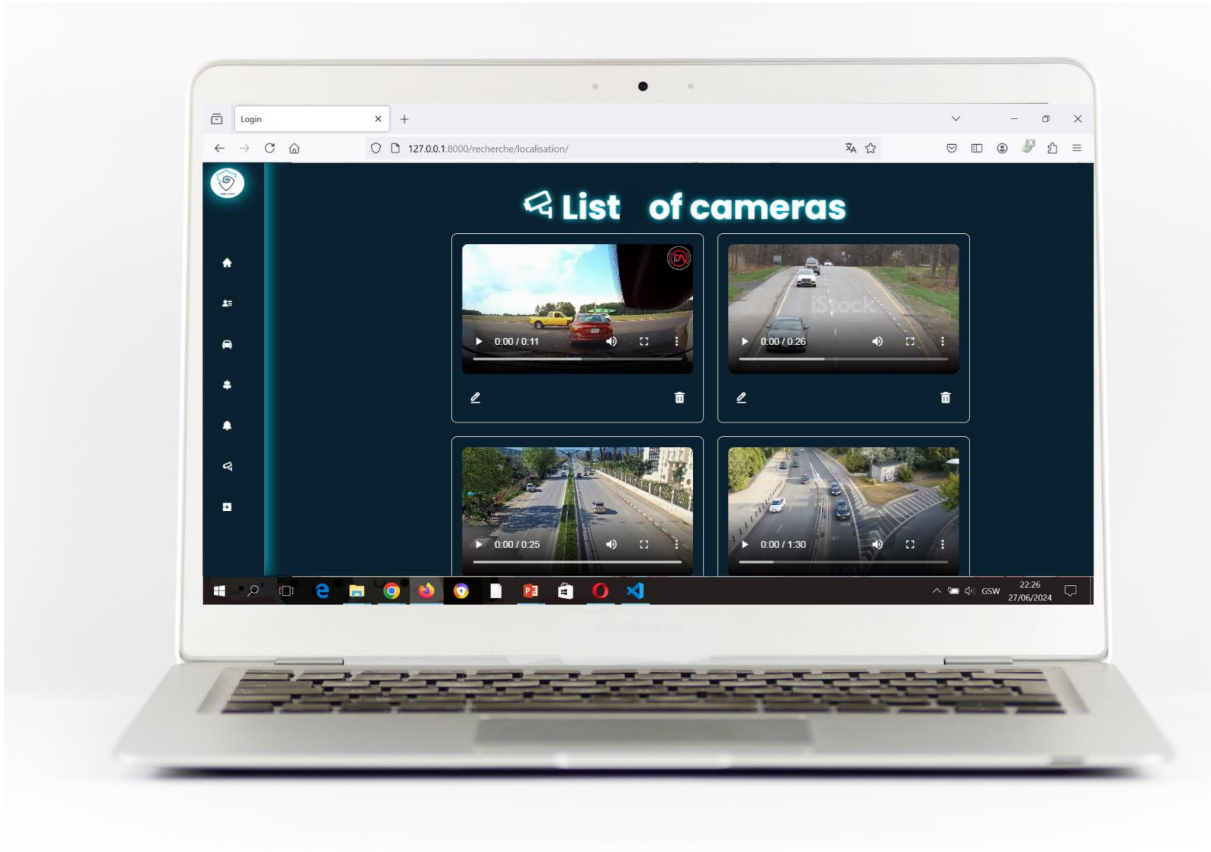 Login
127.0.0.1:8000/recherche/localisation/
List of cameras
0:00 / 0:11
iStock
0:00 / 0:26
0:00 / 0:25
0:00 / 1:30
GSW
22:26
27/06/2024
MacBook Air